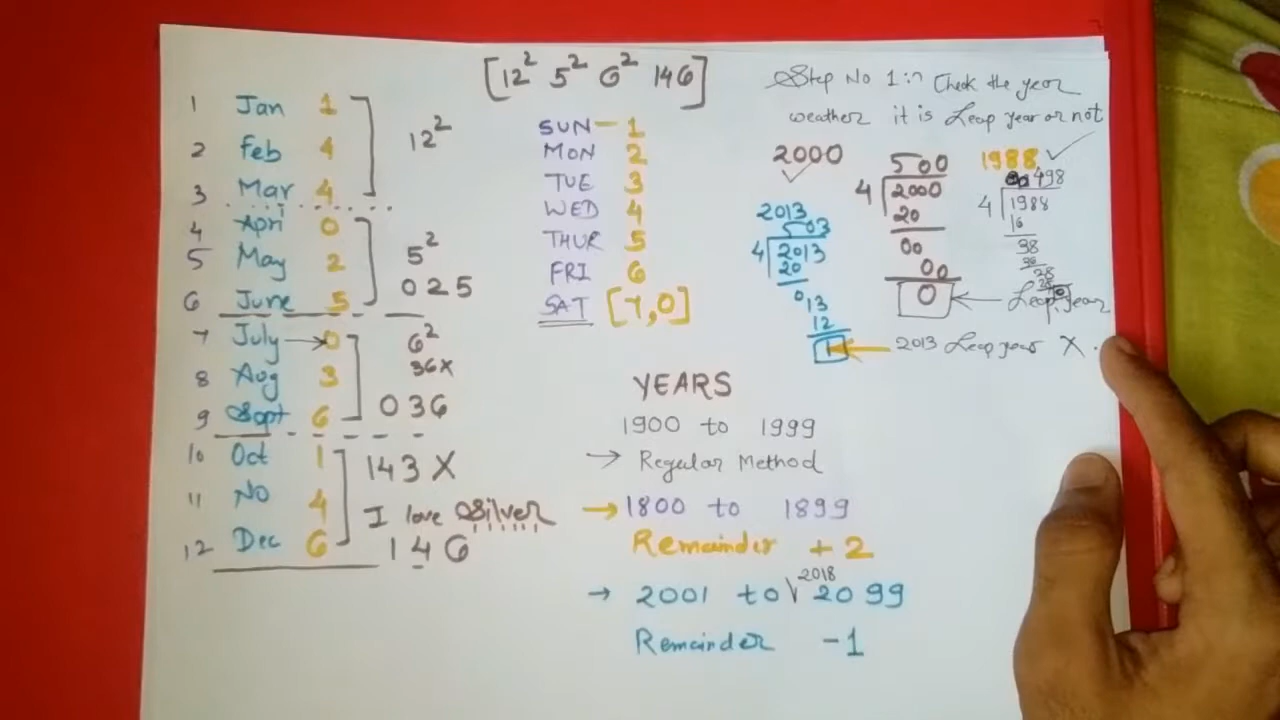 [12² 5² 6² 146]
1 Jan 1
2 Feb 4
3 Mar 4
12²
4 April 0
5 May 2
6 June 5
5²
025
7 July → 0
8 Aug 3
9 Sept 6
6²
36X
036
10 Oct 1
11 No 4
12 Dec 6
143 X
I love Silver
146
SUN - 1
MON 2
TUE 3
WED 4
THUR 5
FRI 6
SAT [7,0]
YEARS
1900 to 1999
→ Regular Method
→ 1800 to 1899
Remainder + 2
2018
→ 2001 to 2099
Remainder -1
Step No 1:- Check the year
weather it is Leap year or not
2000
500
4 2000
20
00
00
0 ← Leap year
1988
498
4 1988
16
38
36
28
28
0
2013
503
4 2013
20
013
12
1 ← 2013 Leap year X